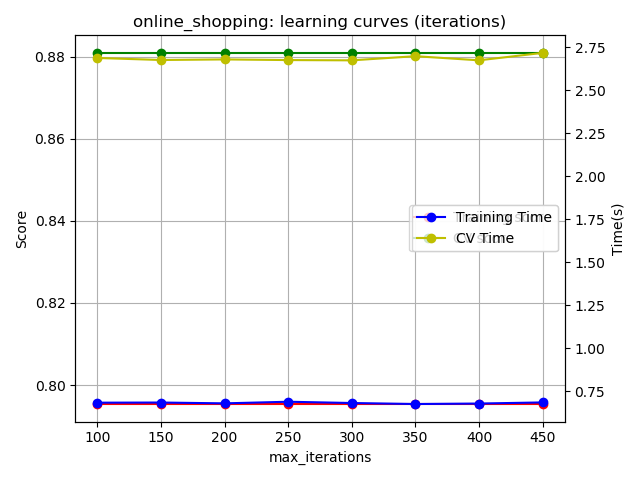 online_shopping: learning curves (iterations)
0.88
0.86
0.84
0.82
0.80
Score
2.75
2.50
2.25
2.00
1.75
1.50
1.25
1.00
0.75
Time(s)
Training Time
CV Time
100 150 200 250 300 350 400 450
max_iterations